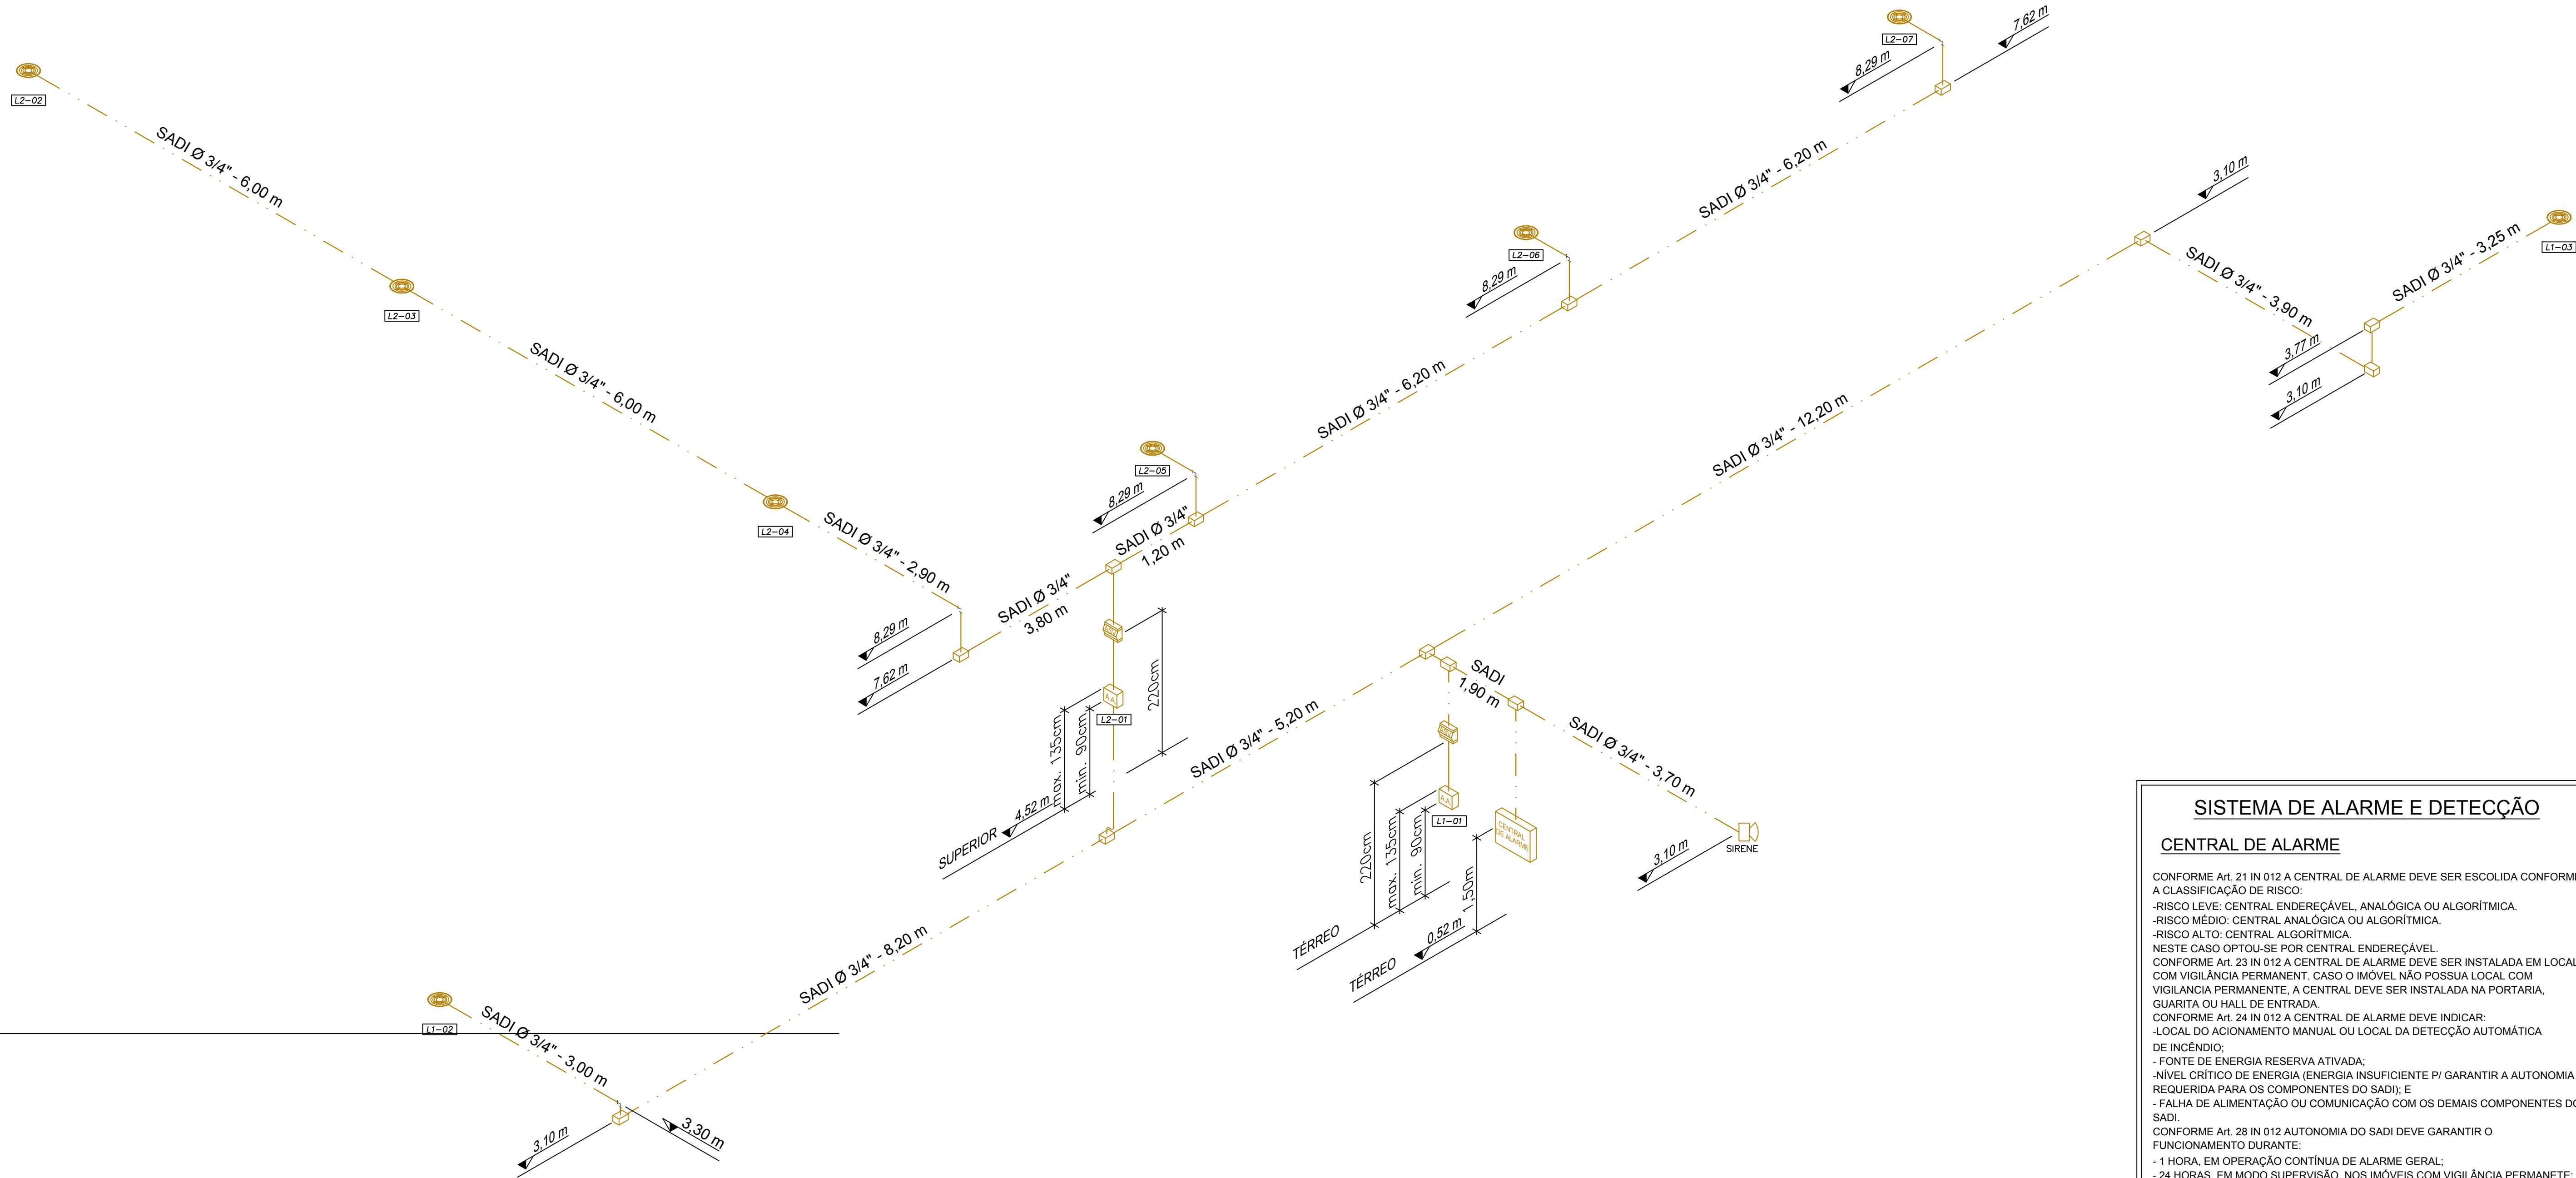 L2-07
7,62 m
8,29 m
L2-02
SADI Ø 3/4" - 6,00 m
SADI Ø 3/4" - 6,20 m
3,10 m
L2-06
8,29 m
SADI Ø 3/4" - 3,90 m
SADI Ø 3/4" - 3,25 m
L1-03
L2-03
3,77 m
3,10 m
SADI Ø 3/4" - 6,00 m
SADI Ø 3/4" - 6,20 m
SADI Ø 3/4" - 12,20 m
L2-05
8,29 m
L2-04
SADI Ø 3/4" - 2,90 m
SADI Ø 3/4"
1,20 m
SADI Ø 3/4"
3,80 m
8,29 m
7,62 m
220cm
A.A.
L2-01
max. 135cm
min. 90cm
SUPERIOR
4,52 m
SADI Ø 3/4" - 5,20 m
SADI
1,90 m
SADI Ø 3/4" - 3,70 m
A.A.
L1-01
CENTRAL
DE ALARME
SIRENE
3,10 m
220cm
max. 135cm
min. 90cm
1,50m
TÉRREO
TÉRREO
0,52 m
SADI Ø 3/4" - 8,20 m
L1-02
SADI Ø 3/4" - 3,00 m
3,10 m
3,30 m
SISTEMA DE ALARME E DETECÇÃO
CENTRAL DE ALARME
CONFORME Art. 21 IN 012 A CENTRAL DE ALARME DEVE SER ESCOLIDA CONFORME
A CLASSIFICAÇÃO DE RISCO:
-RISCO LEVE: CENTRAL ENDEREÇÁVEL, ANALÓGICA OU ALGORÍTMICA.
-RISCO MÉDIO: CENTRAL ANALÓGICA OU ALGORÍTMICA.
-RISCO ALTO: CENTRAL ALGORÍTMICA.
NESTE CASO OPTOU-SE POR CENTRAL ENDEREÇÁVEL.
CONFORME Art. 23 IN 012 A CENTRAL DE ALARME DEVE SER INSTALADA EM LOCAL
COM VIGILÂNCIA PERMANENT. CASO O IMÓVEL NÃO POSSUA LOCAL COM
VIGILANCIA PERMANENTE, A CENTRAL DEVE SER INSTALADA NA PORTARIA,
GUARITA OU HALL DE ENTRADA.
CONFORME Art. 24 IN 012 A CENTRAL DE ALARME DEVE INDICAR:
-LOCAL DO ACIONAMENTO MANUAL OU LOCAL DA DETECÇÃO AUTOMÁTICA
DE INCÊNDIO;
- FONTE DE ENERGIA RESERVA ATIVADA;
-NÍVEL CRÍTICO DE ENERGIA (ENERGIA INSUFICIENTE P/ GARANTIR A AUTONOMIA
REQUERIDA PARA OS COMPONENTES DO SADI); E
- FALHA DE ALIMENTAÇÃO OU COMUNICAÇÃO COM OS DEMAIS COMPONENTES DO
SADI.
CONFORME Art. 28 IN 012 AUTONOMIA DO SADI DEVE GARANTIR O
FUNCIONAMENTO DURANTE:
- 1 HORA, EM OPERAÇÃO CONTÍNUA DE ALARME GERAL;
- 24 HORAS, EM MODO SUPERVISÃO, NOS IMÓVEIS COM VIGILÂNCIA PERMANETE;